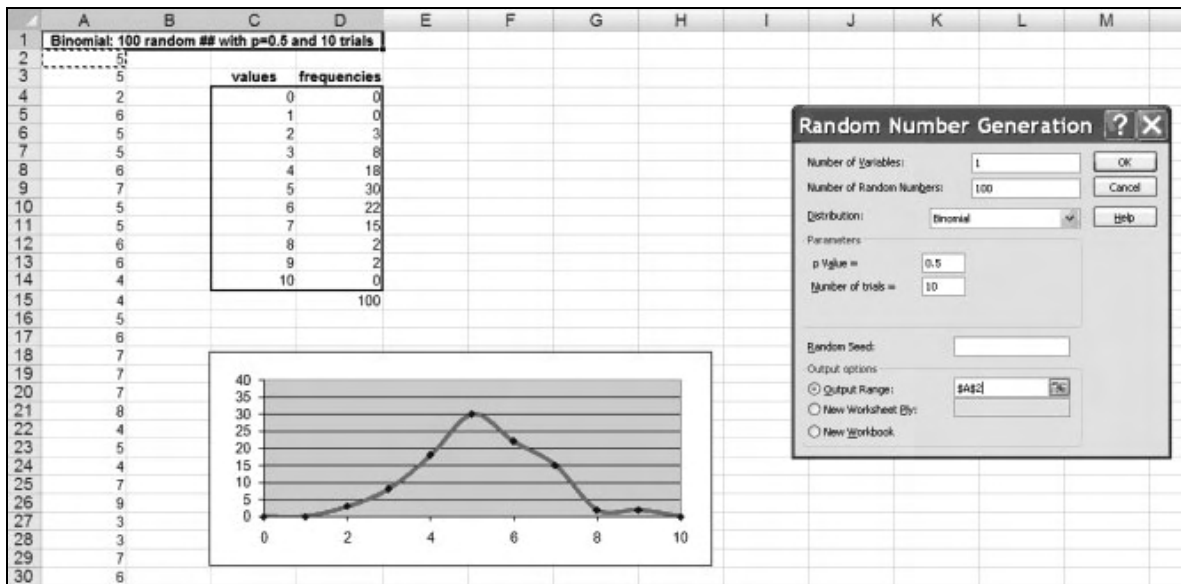 A B C D E F G H I J K L M
1 Binomial: 100 random ## with p=0.5 and 10 trials
2 5
3 5 values frequencies
4 2 0 0
5 6 1 0
6 5 2 3
7 5 3 8
8 6 4 18
9 7 5 30
10 5 6 22
11 5 7 15
12 6 8 2
13 6 9 2
14 4 10 0
15 4 100
16 5
17 6
18 7
19 7
20 7
21 8
22 4
23 5
24 4
25 7
26 9
27 3
28 3
29 7
30 6
40
35
30
25
20
15
10
5
0
0 2 4 6 8 10
Random Number Generation ? X
Number of Variables: 1 OK
Number of Random Numbers: 100 Cancel
Distribution: Binomial Help
Parameters
p Value = 0.5
Number of trials = 10
Random Seed:
Output options
Output Range: $A$2
New Worksheet Ply:
New Workbook